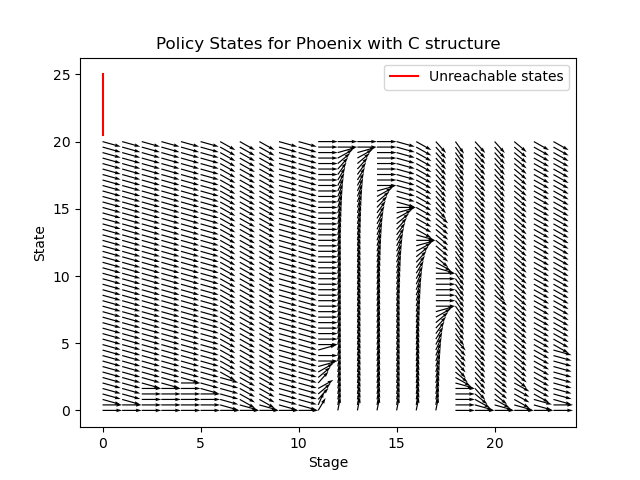 Policy States for Phoenix with C structure
Unreachable states
25
20
15
10
5
0
State
0 5 10 15 20
Stage